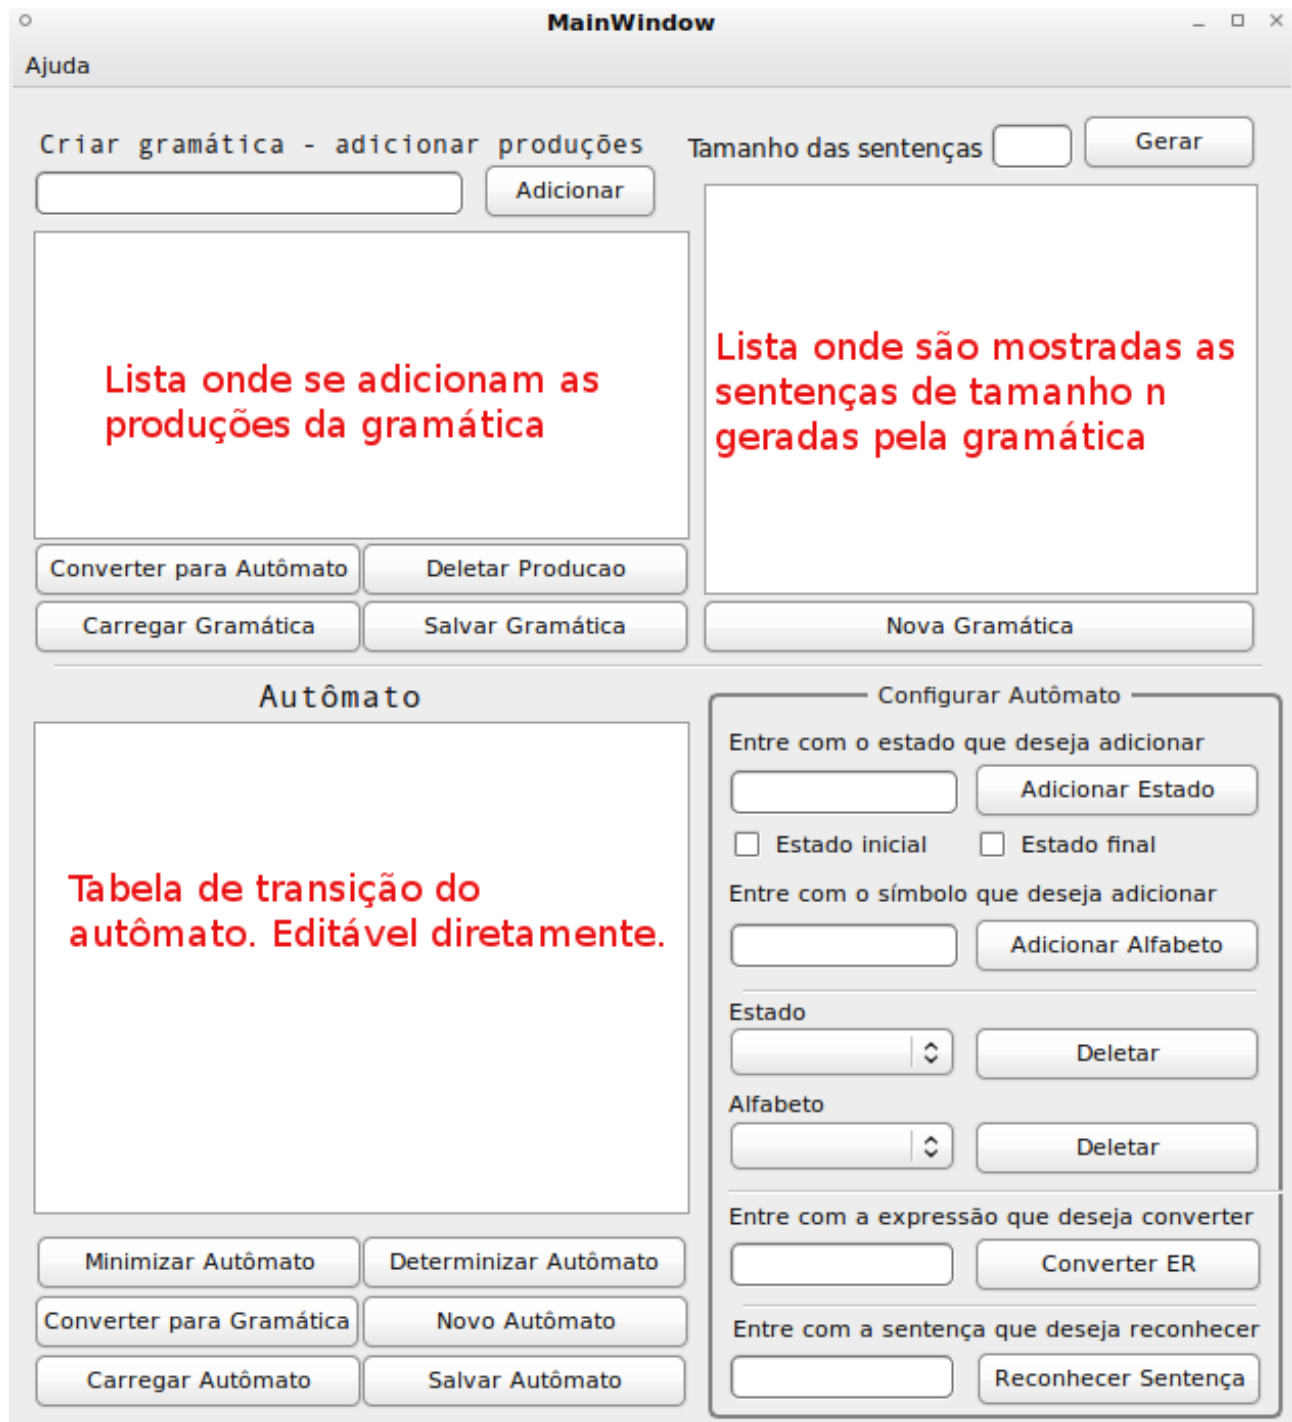 MainWindow
Ajuda
Criar gramática - adicionar produções
Adicionar
Tamanho das sentenças
Gerar
Lista onde se adicionam as
produções da gramática
Lista onde são mostradas as
sentenças de tamanho n
geradas pela gramática
Converter para Autômato
Deletar Producao
Carregar Gramática
Salvar Gramática
Nova Gramática
Autômato
Tabela de transição do
autômato. Editável diretamente.
Configurar Autômato
Entre com o estado que deseja adicionar
Adicionar Estado
Estado inicial
Estado final
Entre com o símbolo que deseja adicionar
Adicionar Alfabeto
Estado
Deletar
Alfabeto
Deletar
Entre com a expressão que deseja converter
Converter ER
Entre com a sentença que deseja reconhecer
Reconhecer Sentença
Minimizar Autômato
Determinizar Autômato
Converter para Gramática
Novo Autômato
Carregar Autômato
Salvar Autômato